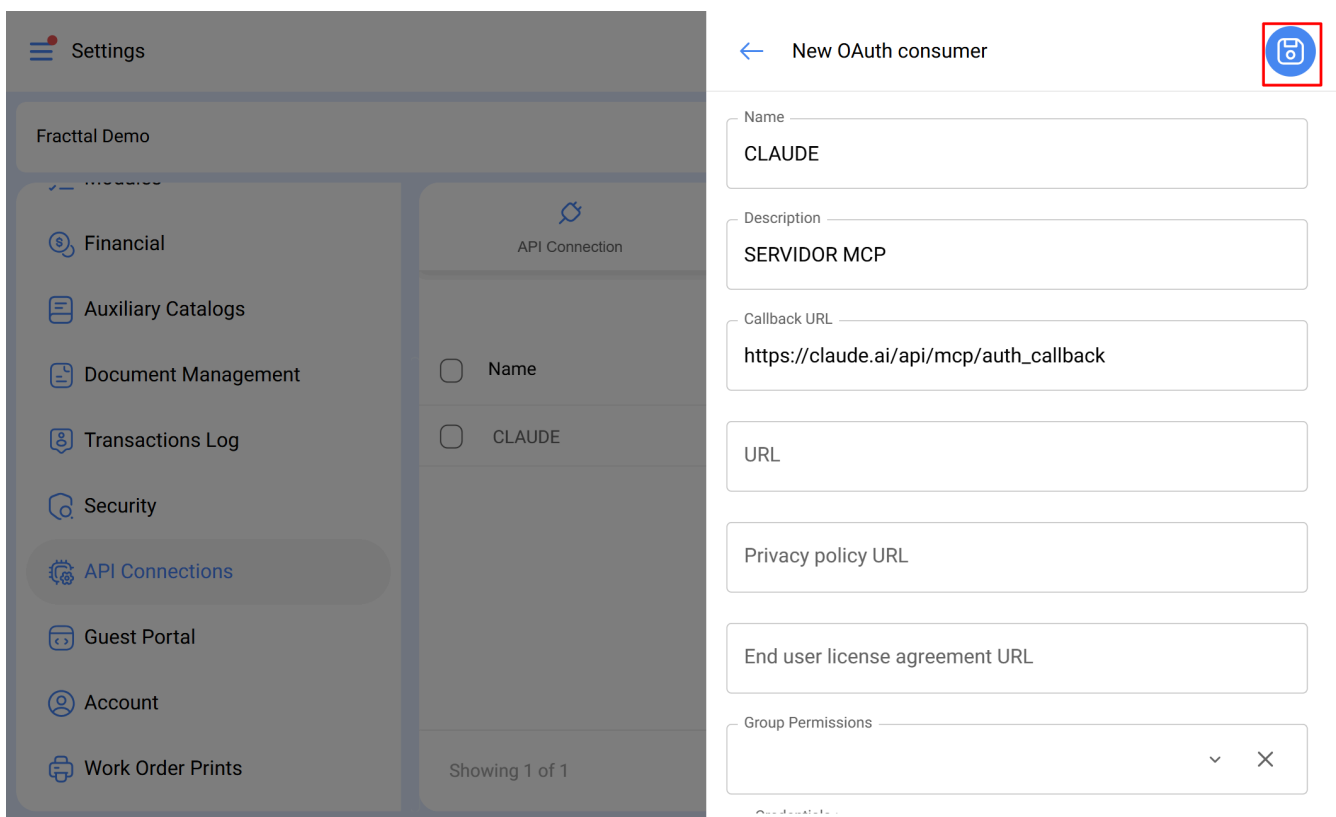 Settings
New OAuth consumer
Fracttal Demo
Financial
Auxiliary Catalogs
Document Management
Transactions Log
Security
API Connections
Guest Portal
Account
Work Order Prints
API Connection
Name
CLAUDE
Showing 1 of 1
Name
CLAUDE
Description
SERVIDOR MCP
Callback URL
https://claude.ai/api/mcp/auth_callback
URL
Privacy policy URL
End user license agreement URL
Group Permissions